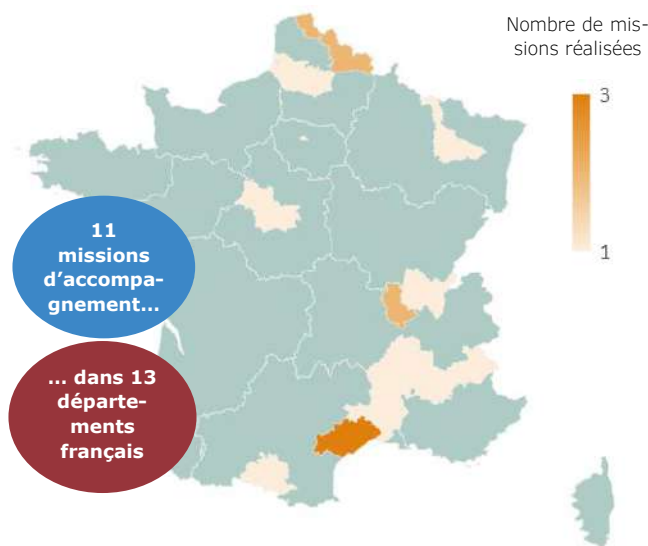 Nombre de mis-
sions réalisées
3
1
11
missions
d'accompa-
gnement...
... dans 13
départe-
ments
français